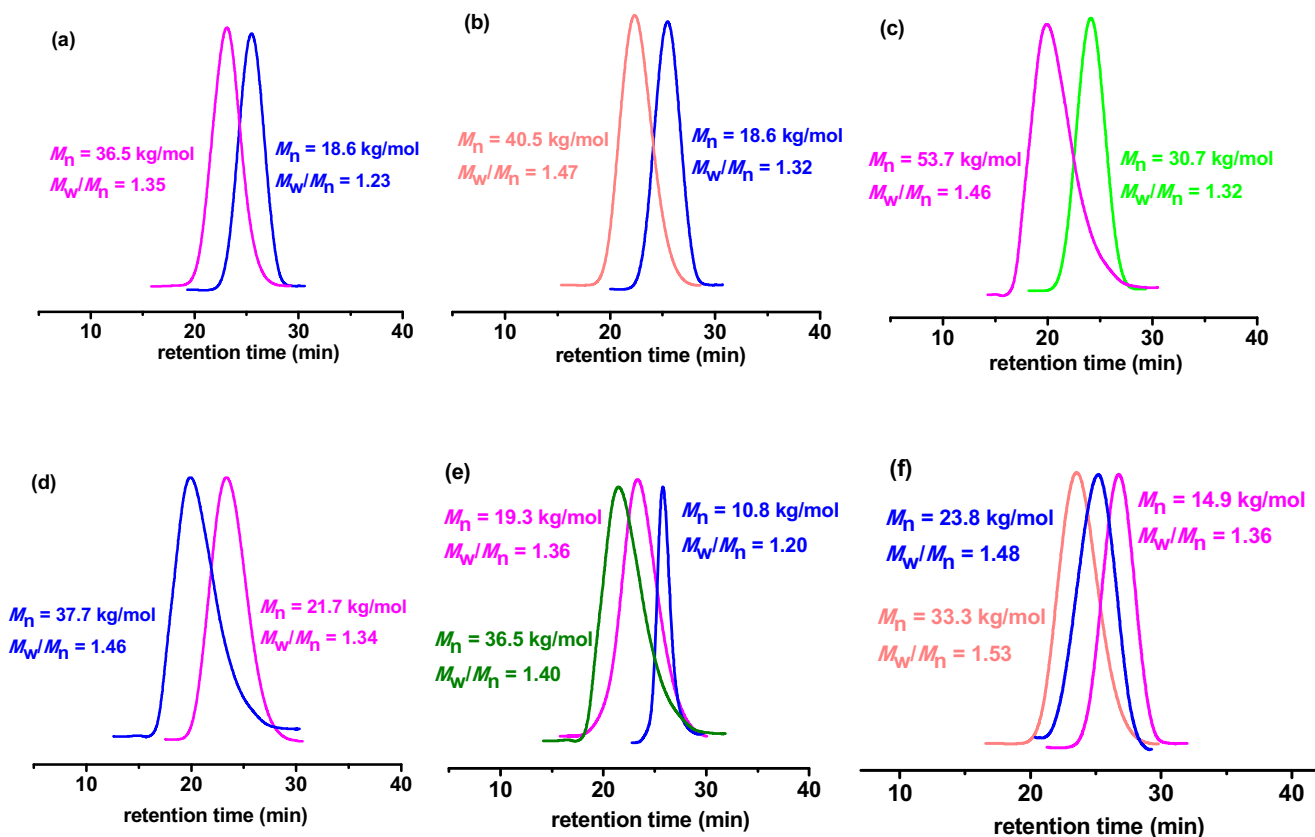 (a)
Mn = 36.5 kg/mol
Mw/Mn = 1.35
Mn = 18.6 kg/mol
Mw/Mn = 1.23
10 20 30 40
retention time (min)
(b)
Mn = 40.5 kg/mol
Mw/Mn = 1.47
Mn = 18.6 kg/mol
Mw/Mn = 1.32
10 20 30 40
retention time (min)
(c)
Mn = 53.7 kg/mol
Mw/Mn = 1.46
Mn = 30.7 kg/mol
Mw/Mn = 1.32
10 20 30 40
retention time (min)
(d)
Mn = 37.7 kg/mol
Mw/Mn = 1.46
Mn = 21.7 kg/mol
Mw/Mn = 1.34
10 20 30 40
retention time (min)
(e)
Mn = 19.3 kg/mol
Mw/Mn = 1.36
Mn = 10.8 kg/mol
Mw/Mn = 1.20
Mn = 36.5 kg/mol
Mw/Mn = 1.40
10 20 30 40
retention time (min)
(f)
Mn = 23.8 kg/mol
Mw/Mn = 1.48
Mn = 14.9 kg/mol
Mw/Mn = 1.36
Mn = 33.3 kg/mol
Mw/Mn = 1.53
10 20 30 40
retention time (min)